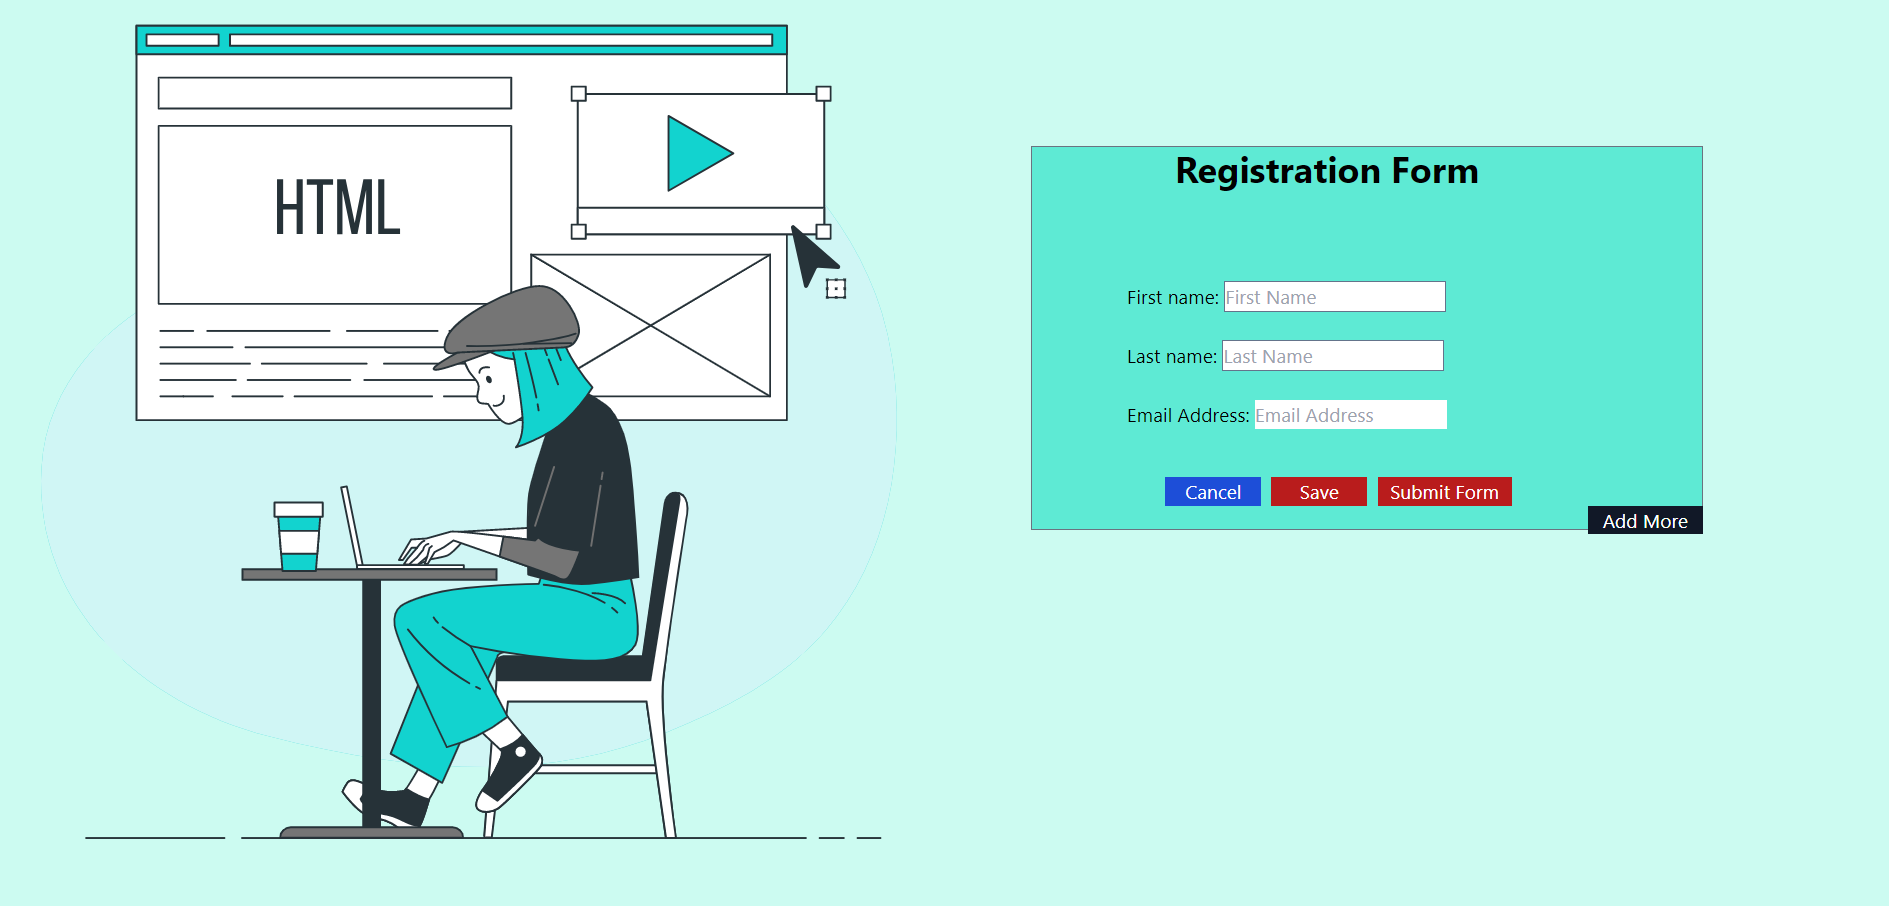 HTML
Registration Form
First name: First Name
Last name: Last Name
Email Address: Email Address
Cancel Save Submit Form
Add More